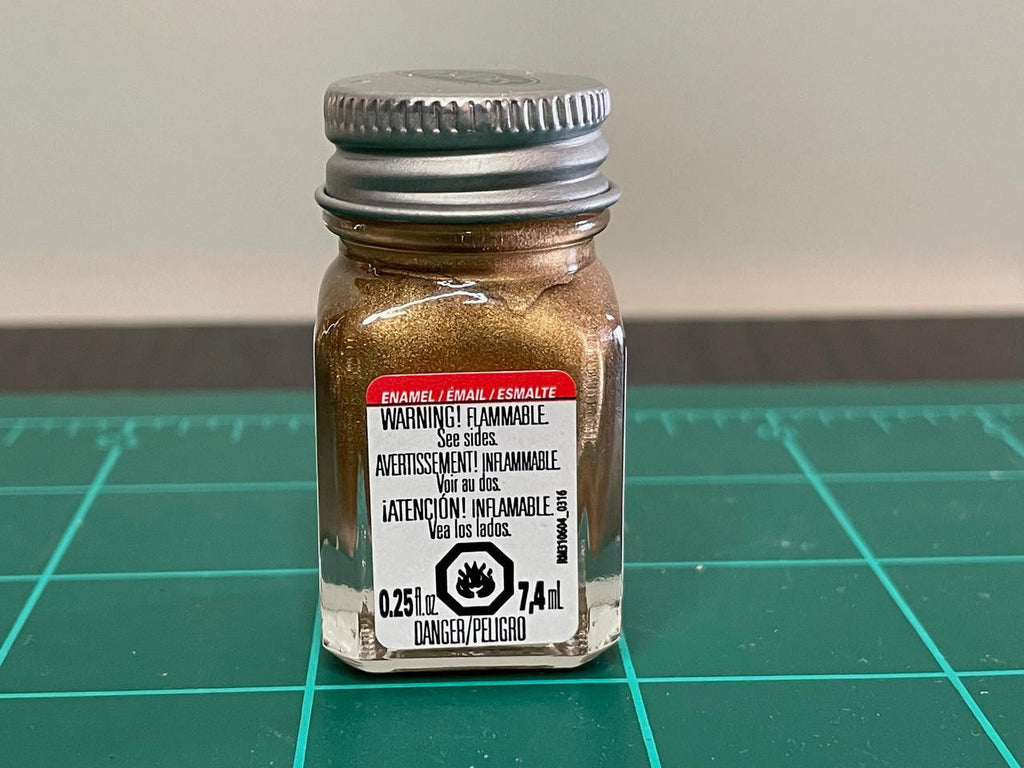 ENAMEL / ÉMAIL / ESMALTE
WARNING! FLAMMABLE.
See sides.
AVERTISSEMENT! INFLAMMABLE.
Voir au dos.
¡ATENCIÓN! INFLAMABLE.
Vea los lados.
RM310604_0316
0.25 fl. oz. 7,4 mL
DANGER/PELIGRO